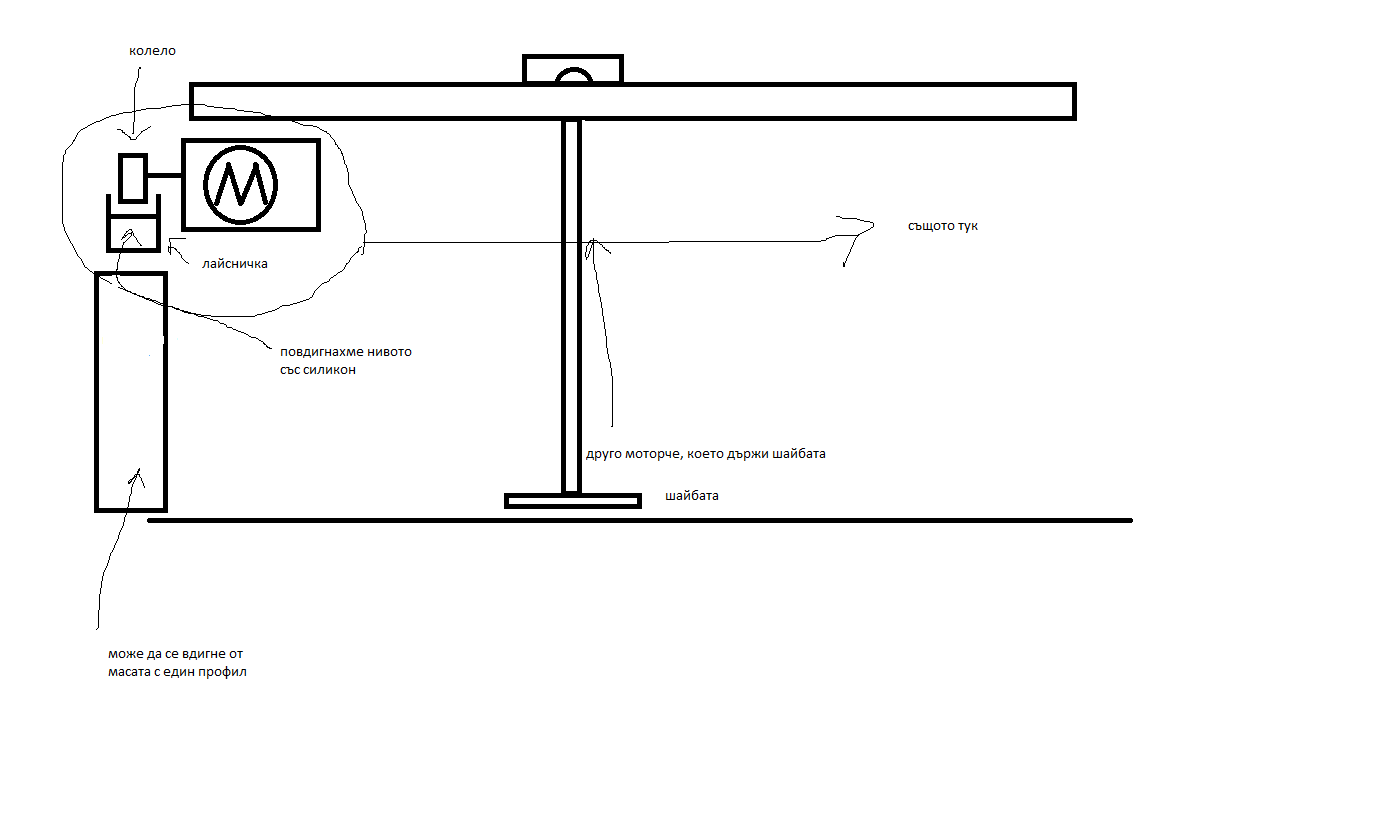 колело
M
същото тук
лайсничка
повдигнахме нивото
със силикон
друго моторче, което държи шайбата
шайбата
може да се вдигне от
масата с един профил